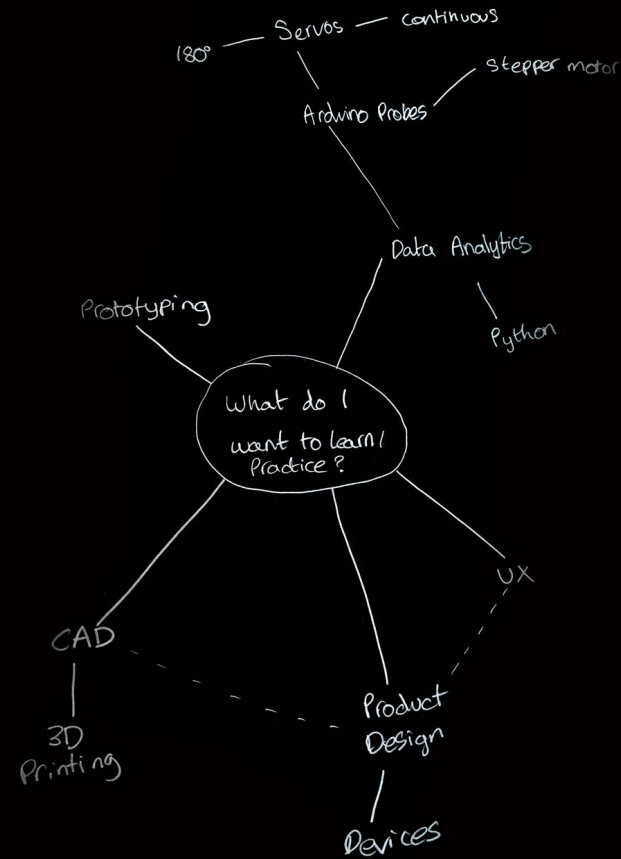 Servos
continuous
180°
Stepper motor
Arduino Probes
Data Analytics
Prototyping
Python
What do I
want to learn/
Practice?
UX
CAD
Product
Design
3D
Printing
Devices